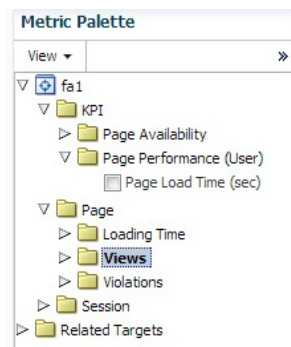 Metric Palette
View
»
fa1
KPI
Page Availability
Page Performance (User)
Page Load Time (sec)
Page
Loading Time
Views
Violations
Session
Related Targets